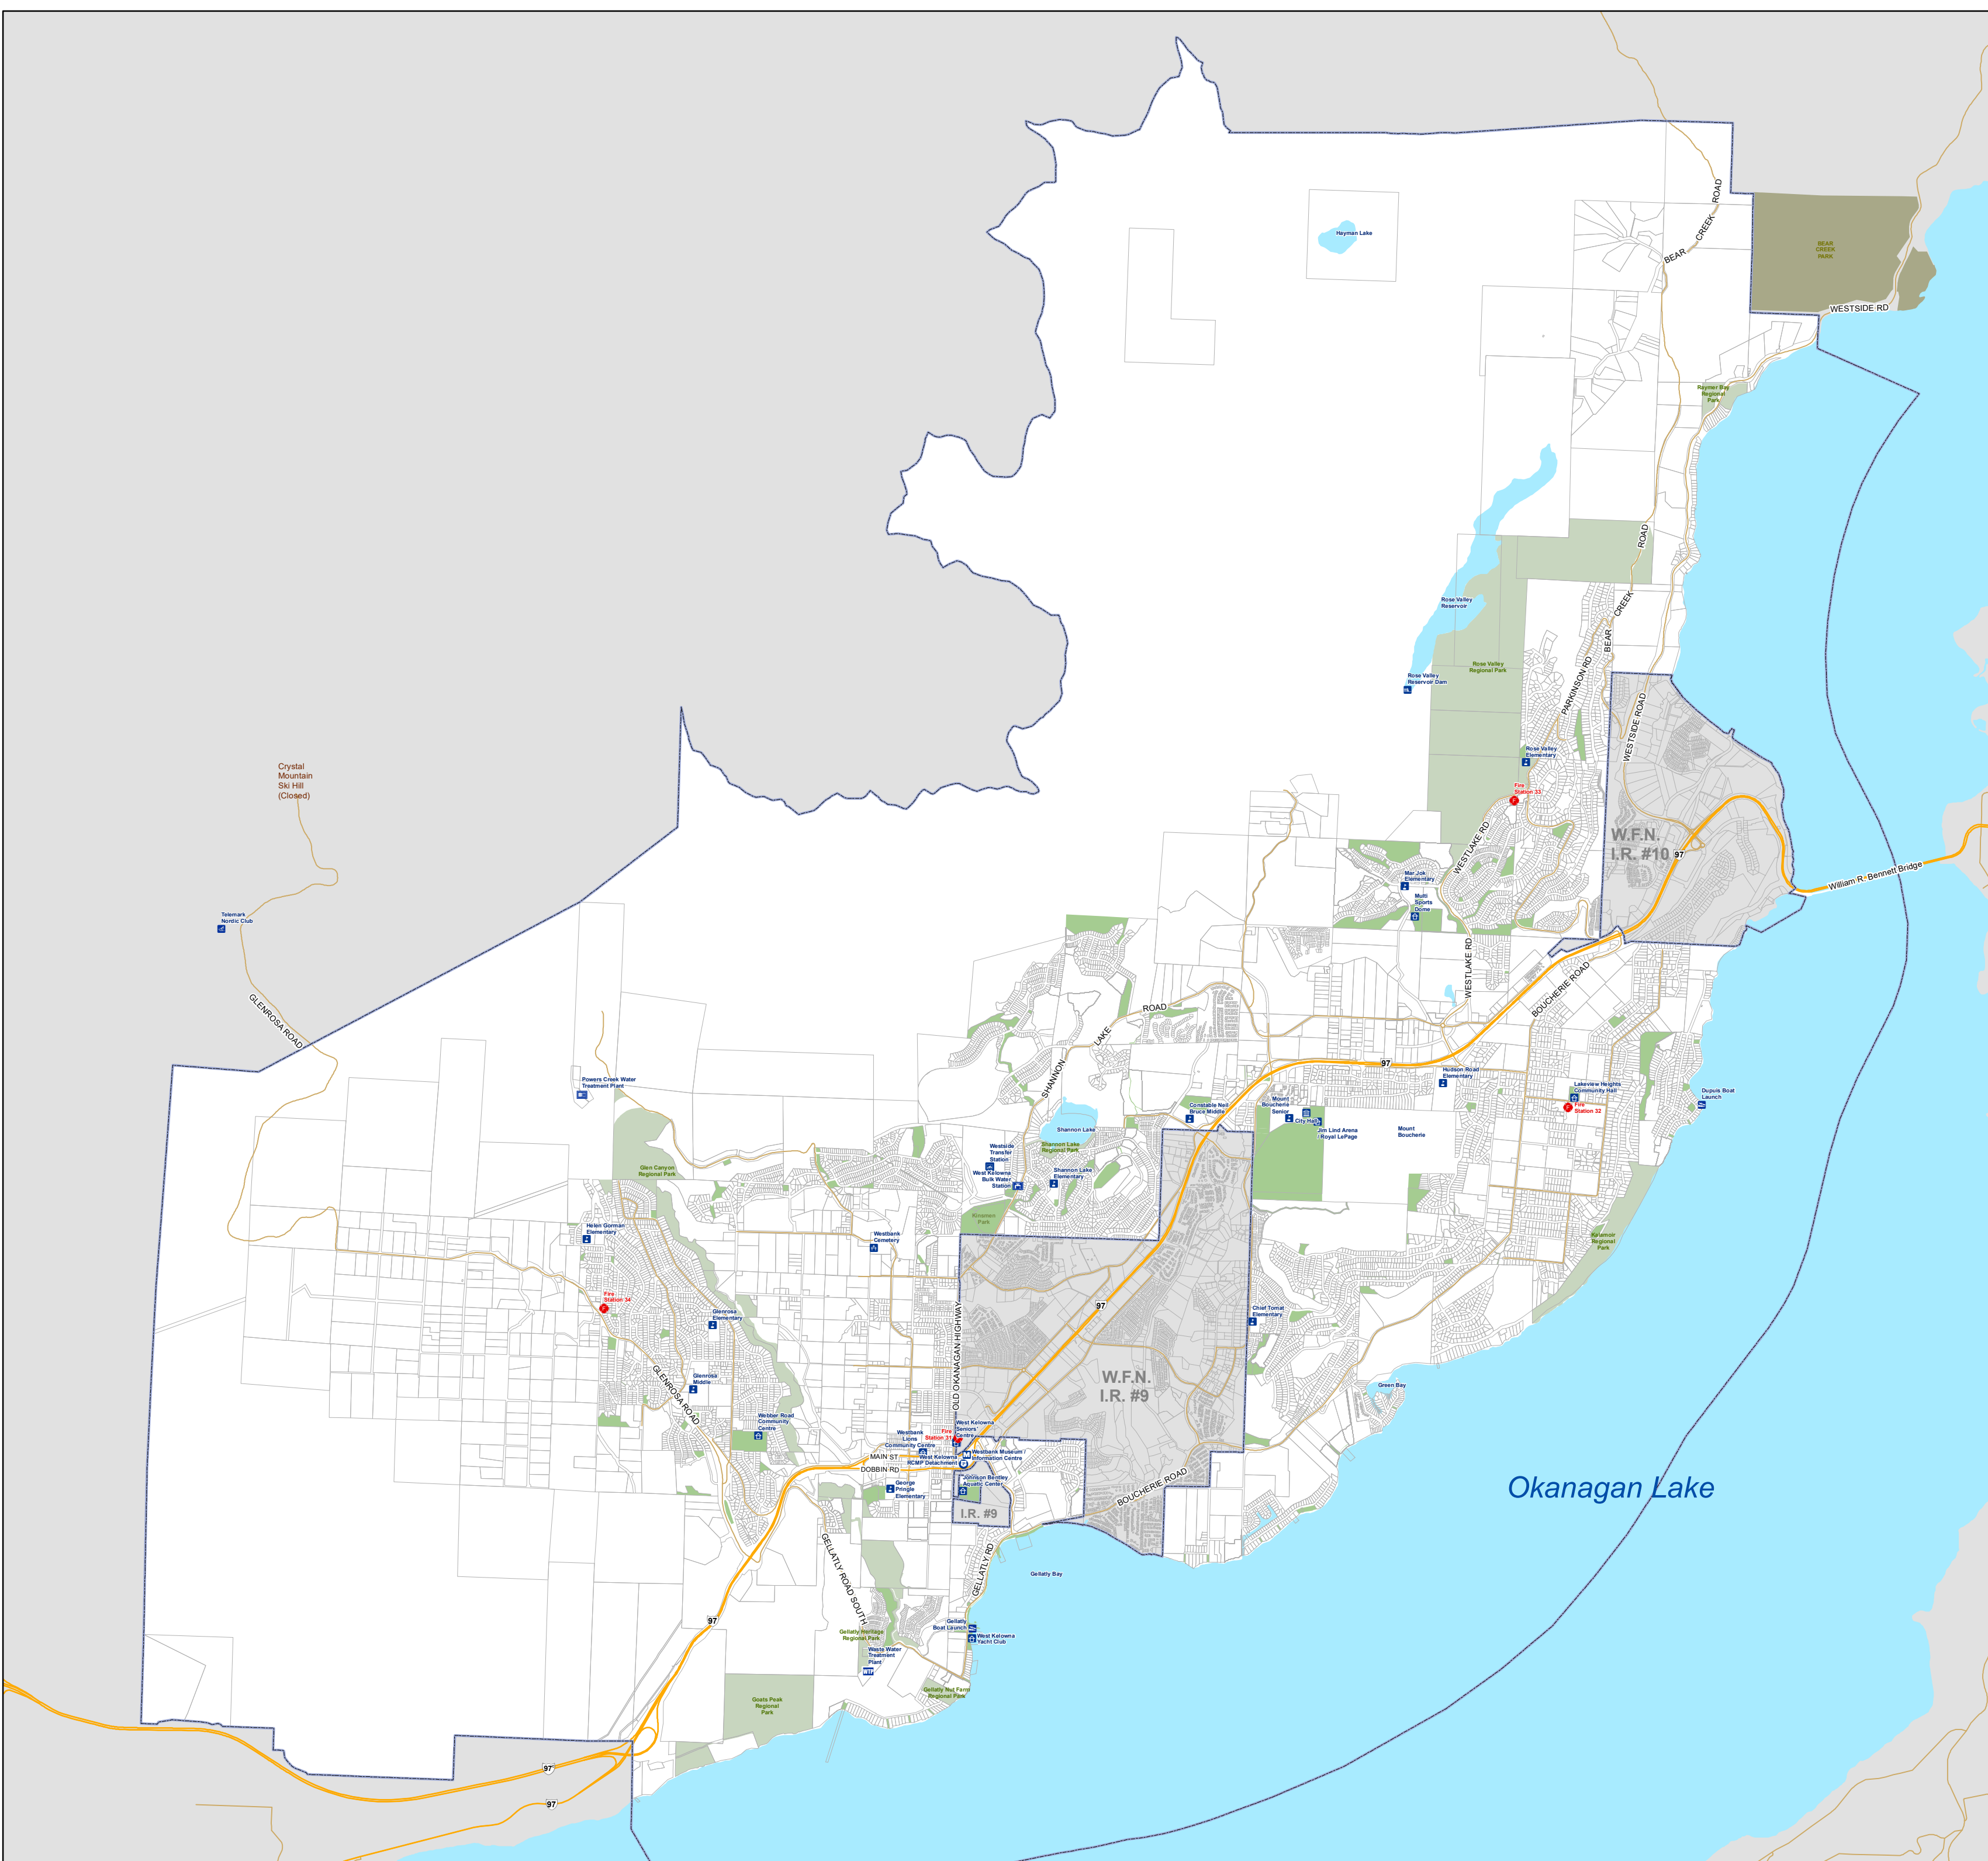 Hayman Lake
BEAR
CREEK
ROAD
BEAR
CREEK
PARK
WESTSIDE RD
Raymer Bay
Regional
Park
ROAD
CREEK
BEAR
Rose Valley
Reservoir
Rose Valley
Regional Park
Rose Valley
Reservoir Dam
PARKINSON RD
WESTSIDE ROAD
Rose Valley
Elementary
Fire
Station 33
Crystal
Mountain
Ski Hill
(Closed)
W.F.N.
I.R. #10
97
WESTLAKE RD
William R. Bennett Bridge
Mar Jok
Elementary
Multi
Sports
Dome
Telemark
Nordic Club
GLENROSA ROAD
WESTLAKE RD
BOUCHERIE ROAD
ROAD
LAKE
SHANNON
97
Powers Creek Water
Treatment Plant
Hudson Road
Elementary
Lakeview Heights
Community Hall
Fire
Station 32
Dupuis Boat
Launch
Constable Neil
Bruce Middle
Mount
Boucherie
Senior
City Hall
Jim Lind Arena
/ Royal LePage
Mount
Boucherie
Shannon Lake
Shannon Lake
Regional Park
Westside
Transfer
Station
West Kelowna
Bulk Water
Station
Shannon Lake
Elementary
Glen Canyon
Regional Park
Kinsmen
Park
Helen Gorman
Elementary
Westbank
Cemetery
Kalamoir
Regional
Park
Fire
Station 34
Glenrosa
Elementary
97
Chief Tomat
Elementary
OLD OKANAGAN HIGHWAY
W.F.N.
I.R. #9
Glenrosa
Middle
GLENROSA ROAD
Green Bay
Webber Road
Community
Centre
West Kelowna
Seniors'
Centre
Fire
Station 31
Westbank
Lions
Community Centre
MAIN ST
DOBBIN RD
West Kelowna
RCMP Detachment
Westbank Museum /
Information Centre
Johnson Bentley
Aquatic Center
George
Pringle
Elementary
BOUCHERIE ROAD
I.R. #9
Okanagan Lake
GELLATLY ROAD SOUTH
GELLATLY RD
Gellatly Bay
97
Gellatly
Boat Launch
West Kelowna
Yacht Club
Gellatly Heritage
Regional Park
Waste Water
Treatment
Plant
WTP
Gellatly Nut Farm
Regional Park
Goats Peak
Regional
Park
97
97